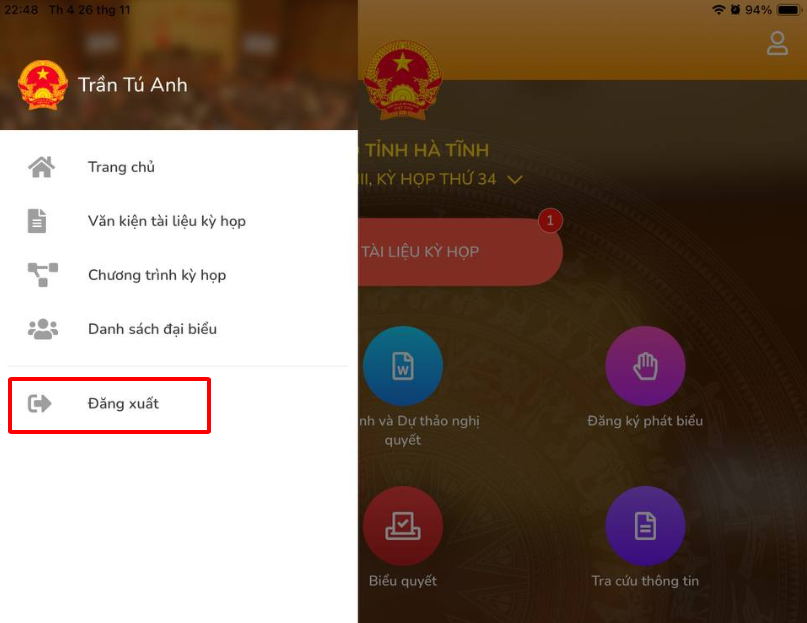 22:48 Th 4 26 thg 11
94%
Trần Tú Anh
Trang chủ
Văn kiện tài liệu kỳ họp
Chương trình kỳ họp
Danh sách đại biểu
Đăng xuất
TỈNH HÀ TĨNH
KỲ HỌP THỨ 34
1
TÀI LIỆU KỲ HỌP
W
và Dự thảo nghị
quyết
Đăng ký phát biểu
Biểu quyết
Tra cứu thông tin